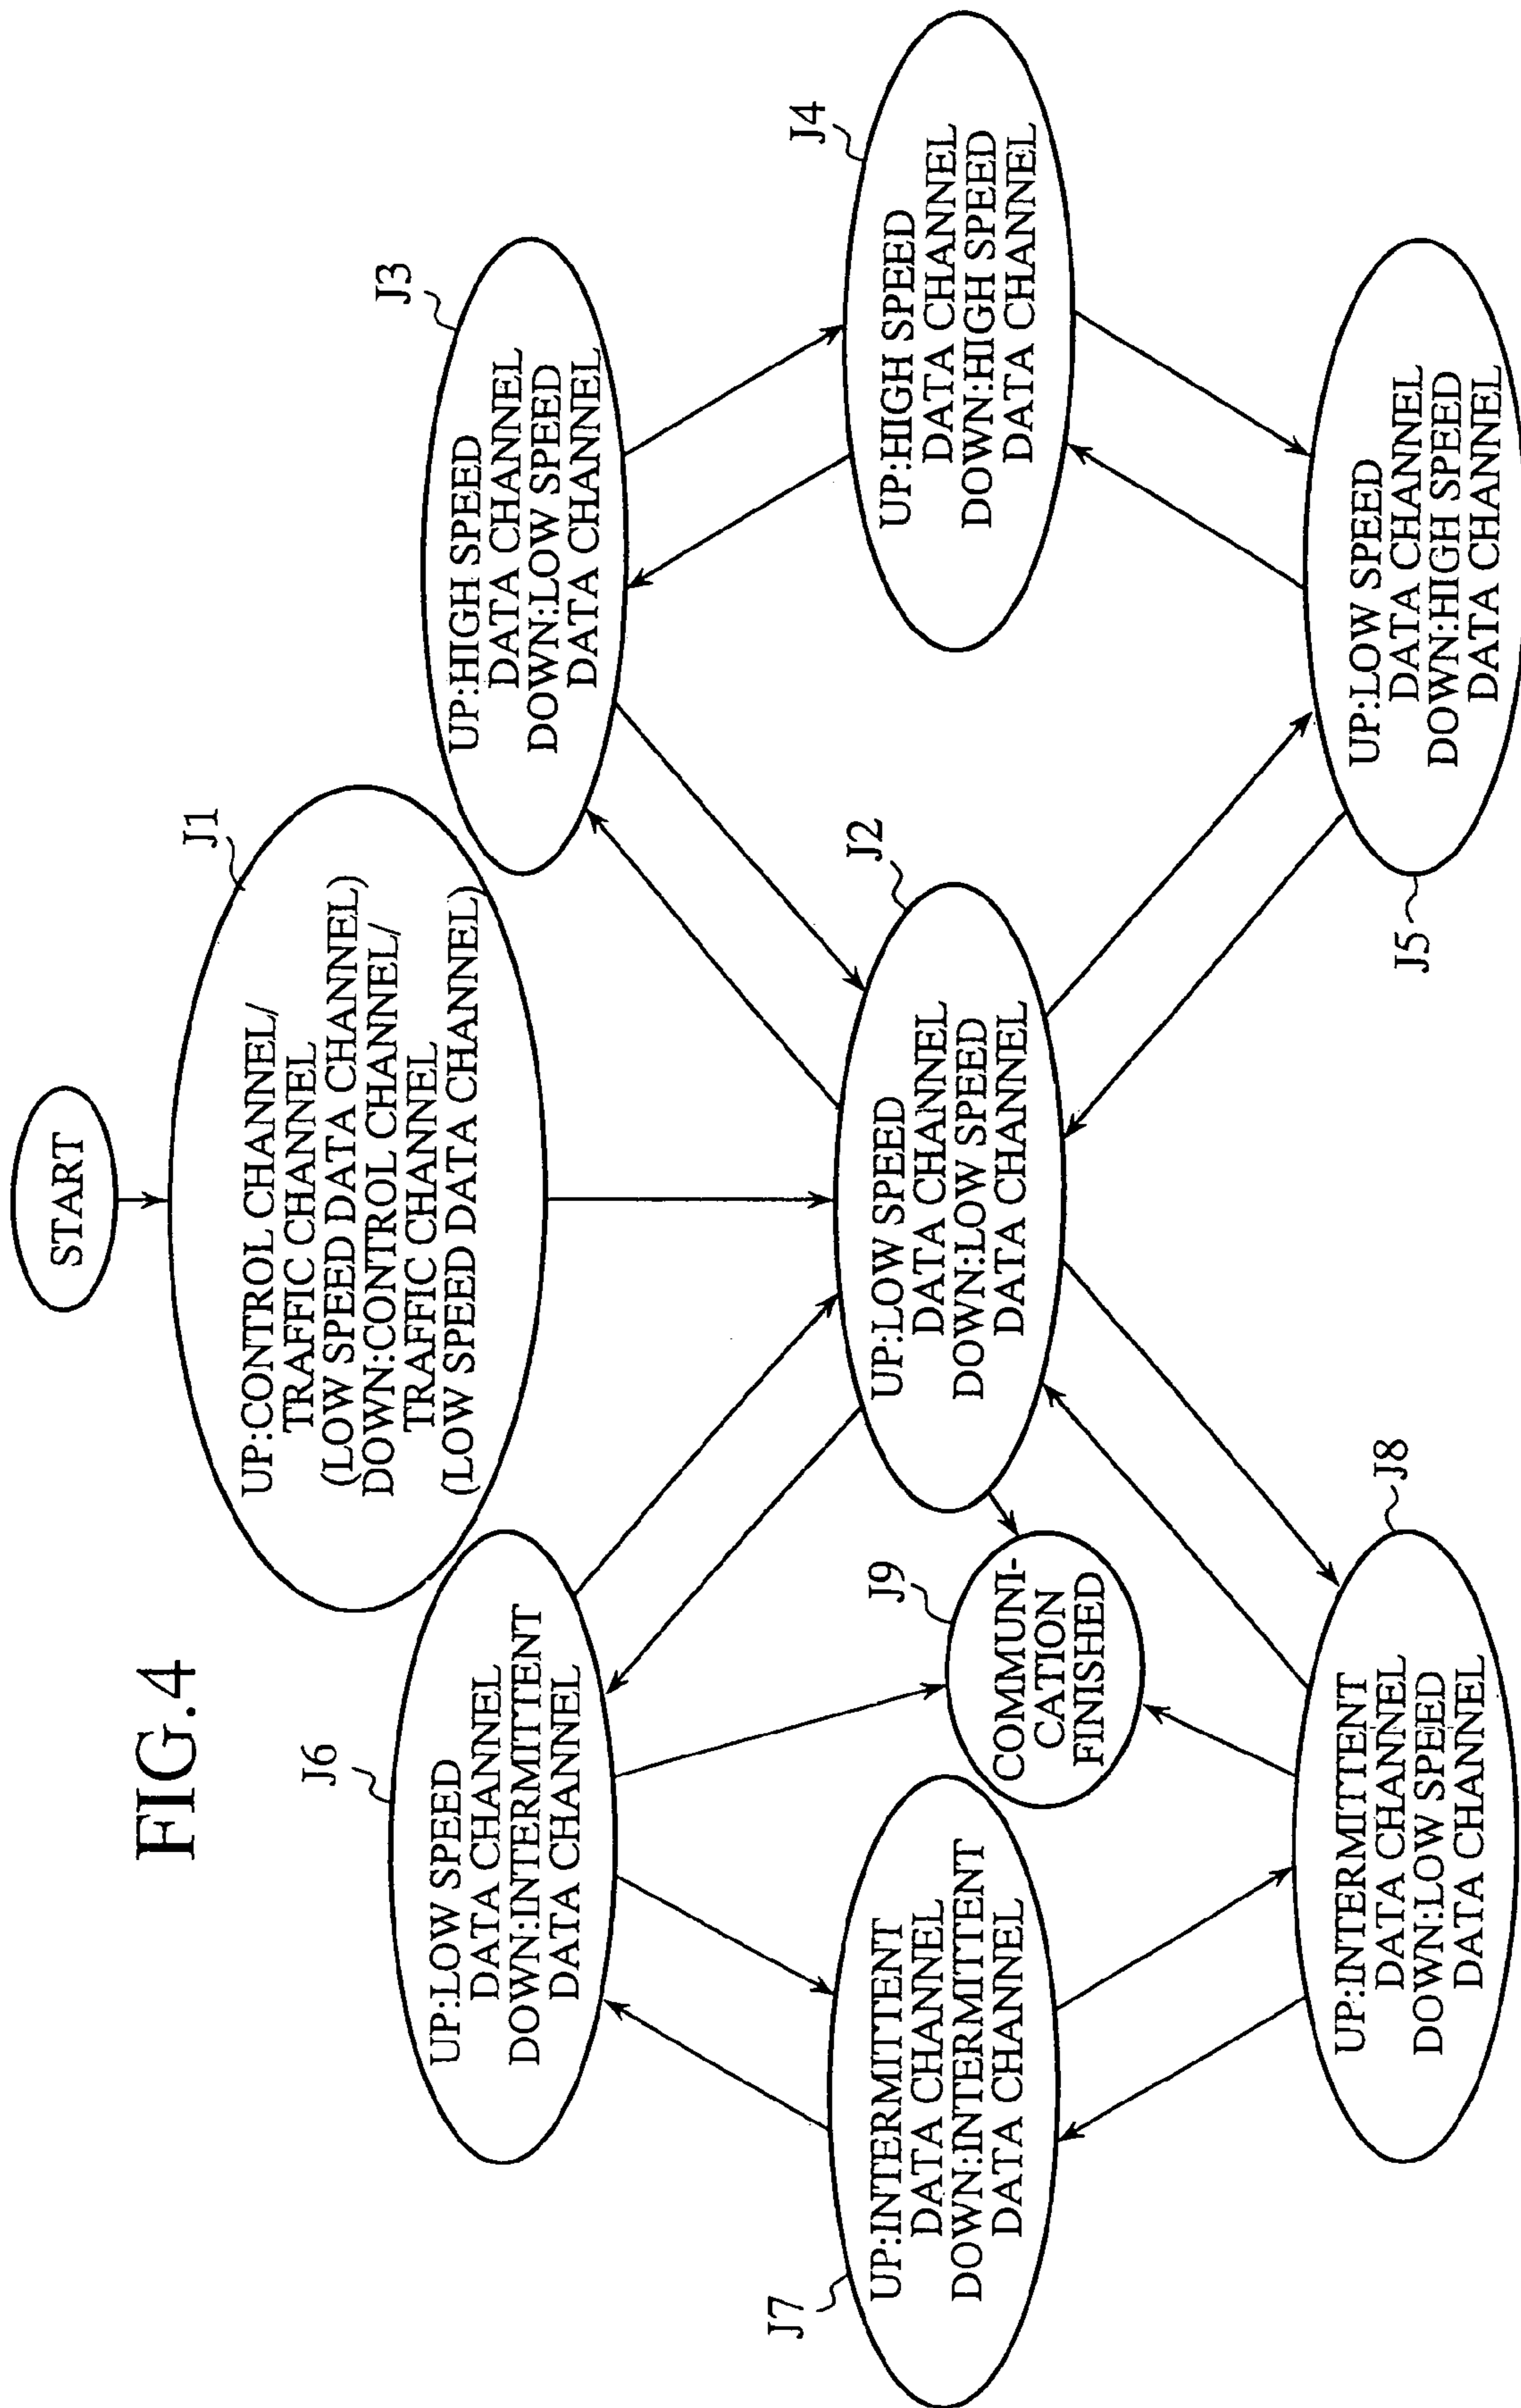 FIG.4
START
J1
UP:CONTROL CHANNEL/
TRAFFIC CHANNEL
(LOW SPEED DATA CHANNEL)
DOWN:CONTROL CHANNEL/
TRAFFIC CHANNEL
(LOW SPEED DATA CHANNEL)
J6
UP:LOW SPEED
DATA CHANNEL
DOWN:INTERMITTENT
DATA CHANNEL
J3
UP:HIGH SPEED
DATA CHANNEL
DOWN:LOW SPEED
DATA CHANNEL
J7
UP:INTERMITTENT
DATA CHANNEL
DOWN:INTERMITTENT
DATA CHANNEL
J9
COMMUNI-
CATION
FINISHED
J2
UP:LOW SPEED
DATA CHANNEL
DOWN:LOW SPEED
DATA CHANNEL
J4
UP:HIGH SPEED
DATA CHANNEL
DOWN:HIGH SPEED
DATA CHANNEL
J8
UP:INTERMITTENT
DATA CHANNEL
DOWN:LOW SPEED
DATA CHANNEL
J5
UP:LOW SPEED
DATA CHANNEL
DOWN:HIGH SPEED
DATA CHANNEL